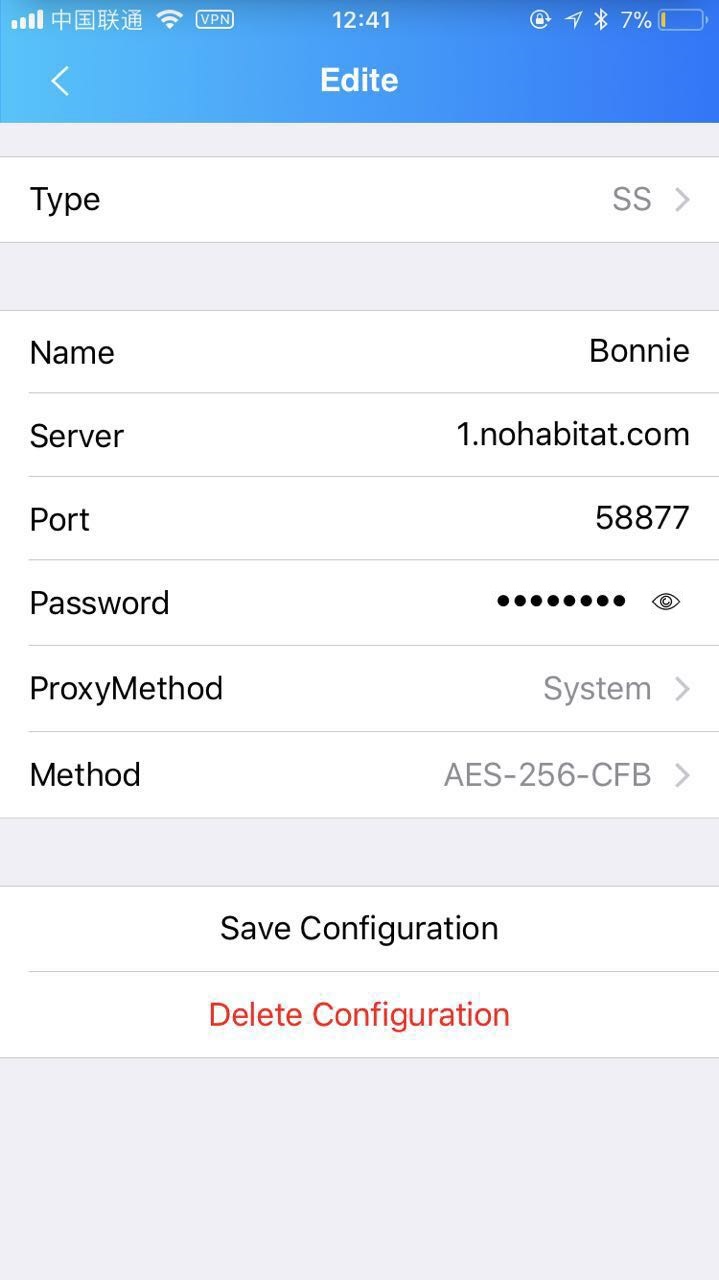 中国联通 VPN 12:41 7%
Edite
Type SS
Name Bonnie
Server 1.nohabitat.com
Port 58877
Password ••••••••
ProxyMethod System
Method AES-256-CFB
Save Configuration
Delete Configuration